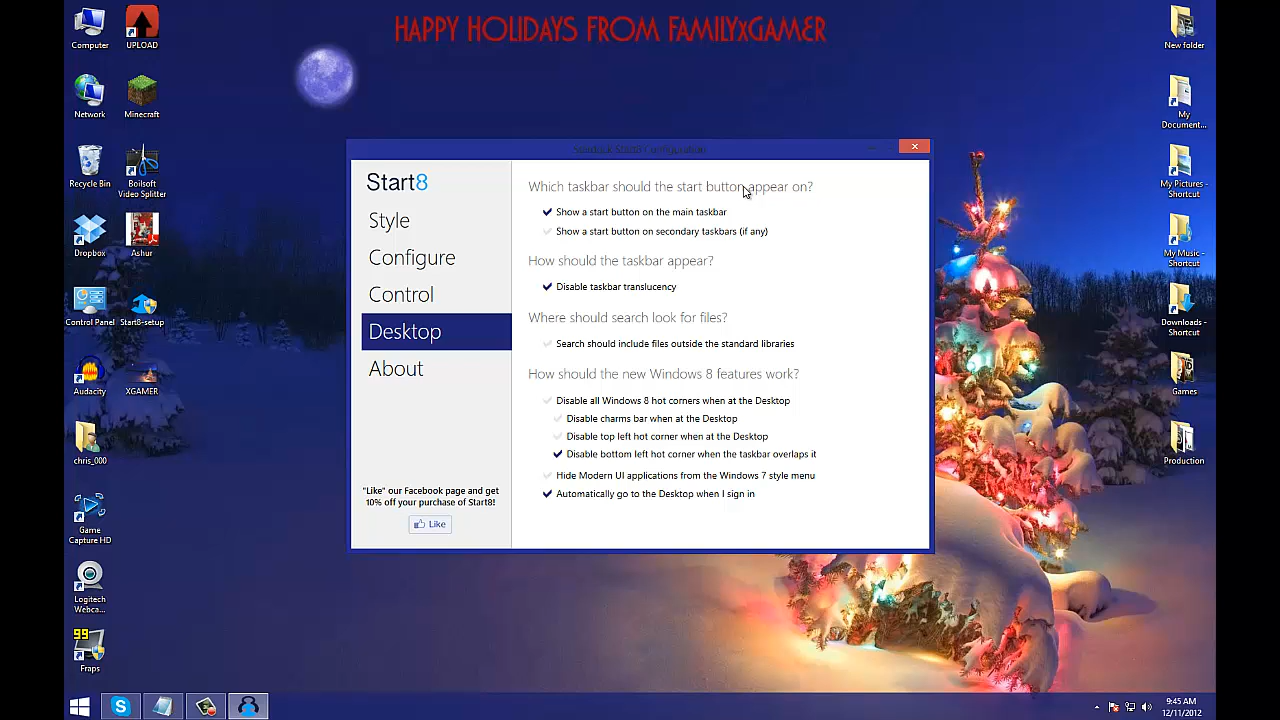 HAPPY HOLIDAYS FROM FAMILYXGAMER
Computer
UPLOAD
Network
Minecraft
Recycle Bin
Boilsoft
Video Splitter
Dropbox
Ashur
Control Panel
Start8-setup
Audacity
XGAMER
chris_000
Game
Capture HD
Logitech
Webca...
99
Fraps
Start8
Style
Configure
Control
Desktop
About
"Like" our Facebook page and get
10% off your purchase of Start8!
Like
Stardock Start8 Configuration
Which taskbar should the start button appear on?
Show a start button on the main taskbar
Show a start button on secondary taskbars (if any)
How should the taskbar appear?
Disable taskbar translucency
Where should search look for files?
Search should include files outside the standard libraries
How should the new Windows 8 features work?
Disable all Windows 8 hot corners when at the Desktop
Disable charms bar when at the Desktop
Disable top left hot corner when at the Desktop
Disable bottom left hot corner when the taskbar overlaps it
Hide Modern UI applications from the Windows 7 style menu
Automatically go to the Desktop when I sign in
New folder
My
Document...
My Pictures -
Shortcut
My Music -
Shortcut
Downloads -
Shortcut
Games
Production
9:45 AM
12/11/2012